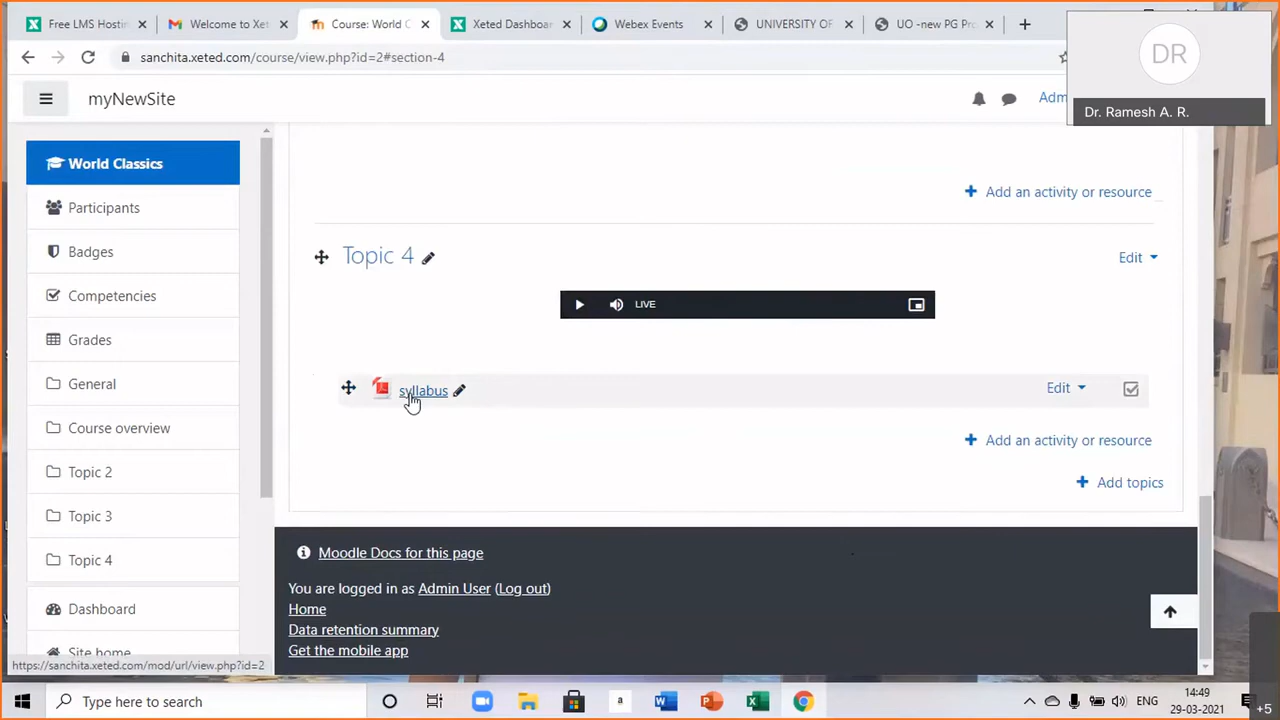 Free LMS Hostin
Welcome to Xet
Course: World C
Xeted Dashboar
Webex Events
UNIVERSITY OF
UO -new PG Pro
sanchita.xeted.com/course/view.php?id=2#section-4
DR
Dr. Ramesh A. R.
myNewSite
Adm
World Classics
Participants
Badges
Competencies
Grades
General
Course overview
Topic 2
Topic 3
Topic 4
Dashboard
Site home
Add an activity or resource
Topic 4
Edit
LIVE
syllabus
Edit
Add an activity or resource
Add topics
Moodle Docs for this page
You are logged in as Admin User (Log out)
Home
Data retention summary
Get the mobile app
https://sanchita.xeted.com/mod/url/view.php?id=2
Type here to search
a
ENG
14:49
29-03-2021
+5